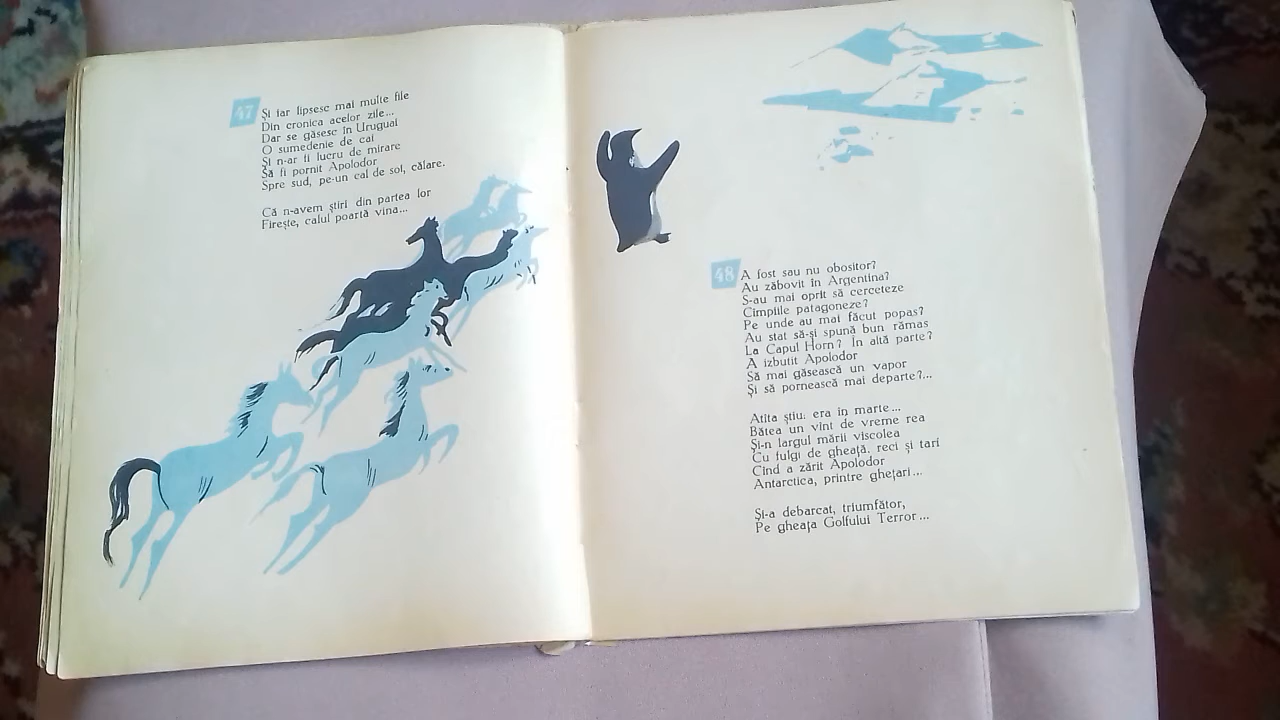 47
Și iar lipsesc mai multe file
Din cronica acelor zile...
Dar se găsesc în Uruguai
O sumedenie de cai
Și n-ar fi lucru de mirare
Să fi pornit Apolodor
Spre sud, pe-un cal de soi, călare.
Că n-avem știri din partea lor
Firește, calul poartă vina...
48
A fost sau nu obositor?
Au zăbovit în Argentina?
S-au mai oprit să cerceteze
Cîmpiile patagoneze?
Pe unde au mai făcut popas?
Au stat să-și spună bun rămas
La Capul Horn? În altă parte?
A izbutit Apolodor
Să mai găsească un vapor
Și să pornească mai departe?...
Atîta știu: era în marte...
Bătea un vînt de vreme rea
Și-n largul mării viscolea
Cu fulgi de gheață, reci și tari
Cînd a zărit Apolodor
Antarctica, printre ghețari...
Și-a debarcat, triumfător,
Pe gheața Golfului Terror...